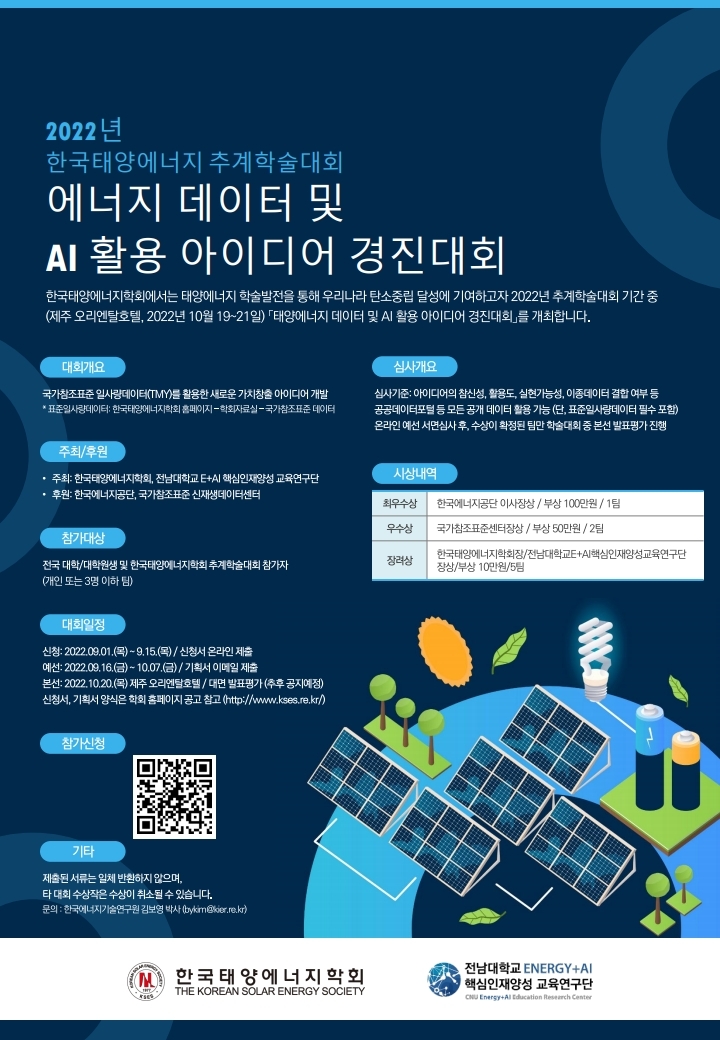 2022년
한국태양에너지 추계학술대회
에너지 데이터 및
AI 활용 아이디어 경진대회
한국태양에너지학회에서는 태양에너지 학술발전을 통해 우리나라 탄소중립 달성에 기여하고자 2022년 추계학술대회 기간 중
(제주 오리엔탈호텔, 2022년 10월 19~21일) 「태양에너지 데이터 및 AI 활용 아이디어 경진대회」를 개최합니다.
대회개요
국가참조표준 일사량데이터(TMY)를 활용한 새로운 가치창출 아이디어 개발
* 표준일사량데이터: 한국태양에너지학회 홈페이지 – 학회자료실 – 국가참조표준 데이터
주최/후원
• 주최: 한국태양에너지학회, 전남대학교 E+AI 핵심인재양성 교육연구단
• 후원: 한국에너지공단, 국가참조표준 신재생데이터센터
참가대상
전국 대학/대학원생 및 한국태양에너지학회 추계학술대회 참가자
(개인 또는 3명 이하 팀)
대회일정
신청: 2022.09.01.(목) ~ 9.15.(목) / 신청서 온라인 제출
예선: 2022.09.16.(금) ~ 10.07.(금) / 기획서 이메일 제출
본선: 2022.10.20.(목) 제주 오리엔탈호텔 / 대면 발표평가 (추후 공지예정)
신청서, 기획서 양식은 학회 홈페이지 공고 참고 (http://www.kses.re.kr/)
참가신청
기타
제출된 서류는 일체 반환하지 않으며,
타 대회 수상작은 수상이 취소될 수 있습니다.
문의 : 한국에너지기술연구원 김보영 박사 (bykim@kier.re.kr)
심사개요
심사기준: 아이디어의 참신성, 활용도, 실현가능성, 이종데이터 결합 여부 등
공공데이터포털 등 모든 공개 데이터 활용 가능 (단, 표준일사량데이터 필수 포함)
온라인 예선 서면심사 후, 수상이 확정된 팀만 학술대회 중 본선 발표평가 진행
시상내역
최우수상 한국에너지공단 이사장상 / 부상 100만원 / 1팀
우수상 국가참조표준센터장상 / 부상 50만원 / 2팀
장려상 한국태양에너지학회장/전남대학교E+AI핵심인재양성교육연구단
장상/부상 10만원/5팀
한국태양에너지학회
THE KOREAN SOLAR ENERGY SOCIETY
전남대학교 ENERGY+AI
핵심인재양성 교육연구단
CNU Energy+AI Education Research Center